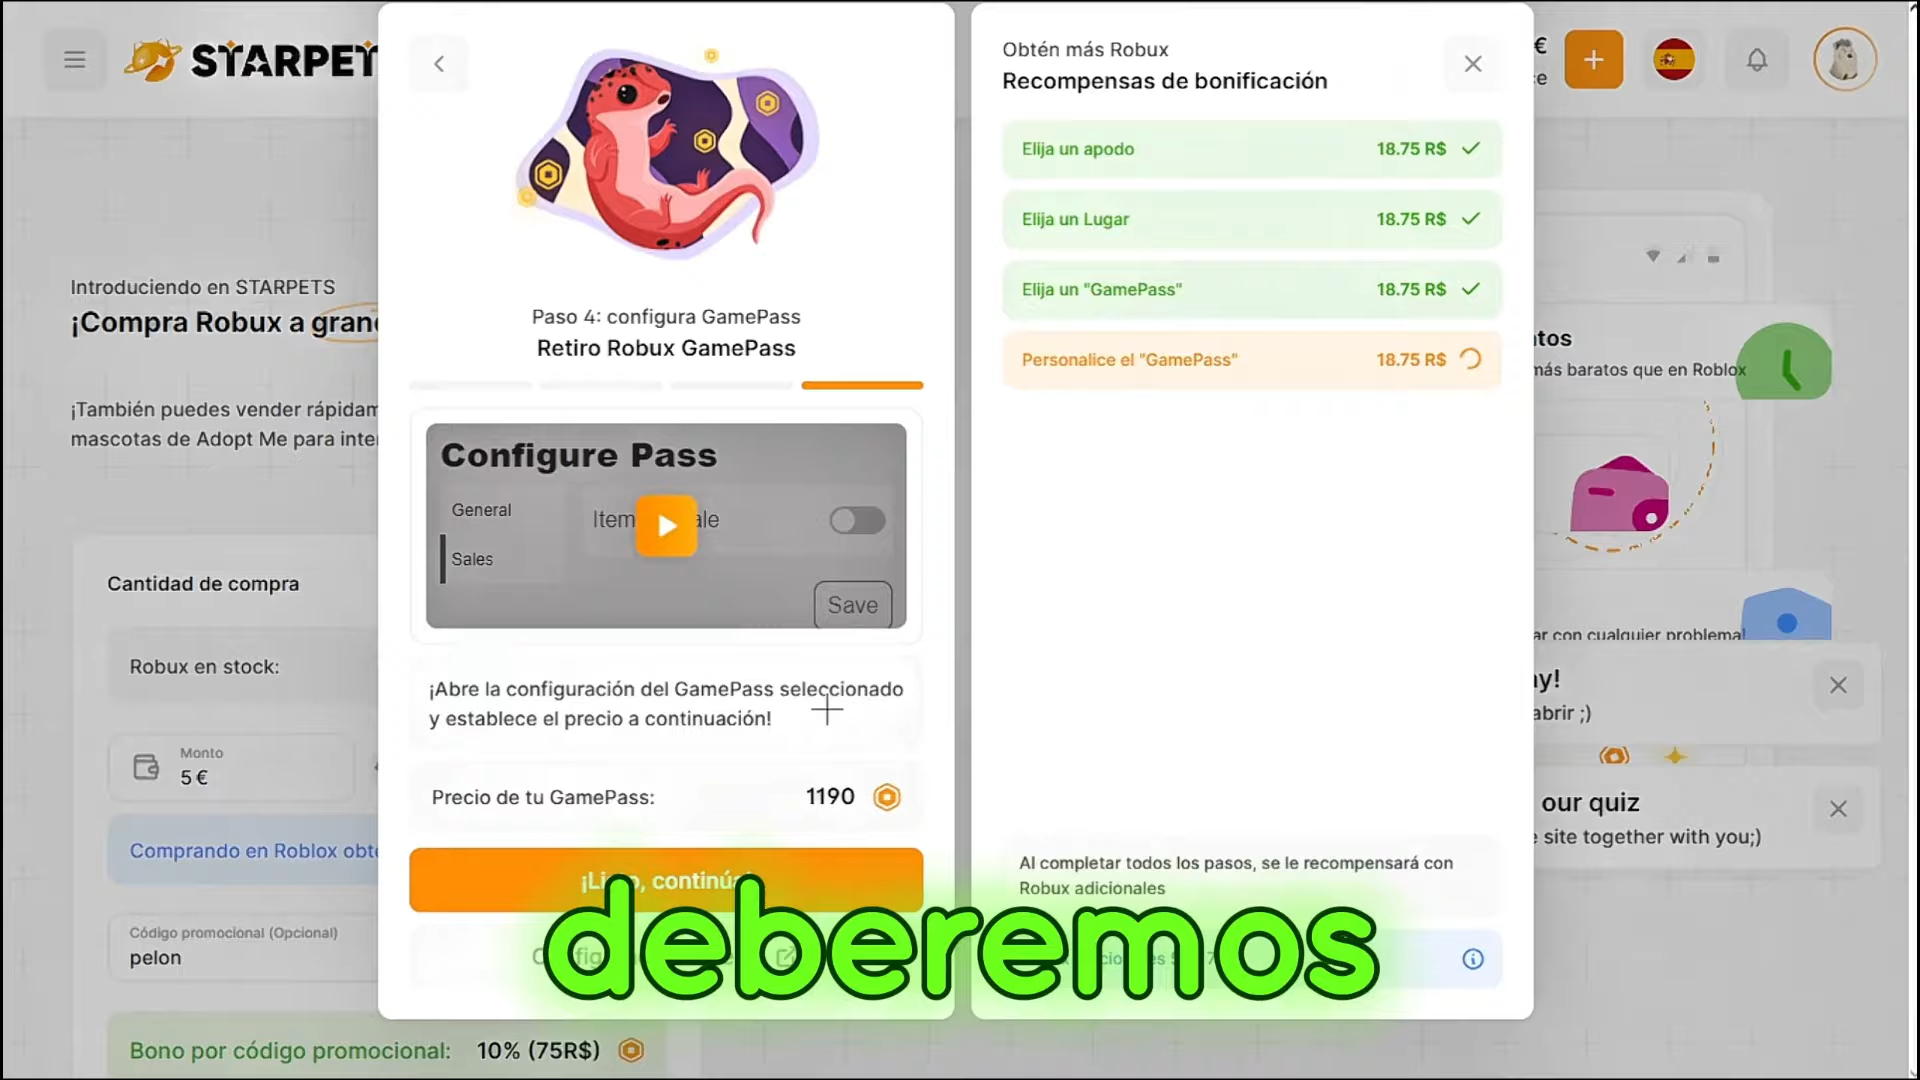 STARPET
Introduciendo en STARPETS
¡Compra Robux a gran
¡También puedes vender rápidam
mascotas de Adopt Me para inte
Cantidad de compra
Robux en stock:
Monto
5 €
Comprando en Roblox obte
Código promocional (Opcional)
pelon
Bono por código promocional: 10% (75R$)
Paso 4: configura GamePass
Retiro Robux GamePass
Configure Pass
General
Sales
Item
ale
Save
¡Abre la configuración del GamePass seleccionado
y establece el precio a continuación!
Precio de tu GamePass: 1190
deberemos
Obtén más Robux
Recompensas de bonificación
Elija un apodo 18.75 R$
Elija un Lugar 18.75 R$
Elija un "GamePass" 18.75 R$
Personalice el "GamePass" 18.75 R$
Al completar todos los pasos, se le recompensará con
Robux adicionales
€
tos
más baratos que en Roblox
ar con cualquier problema!
y!
abrir ;)
our quiz
site together with you;)